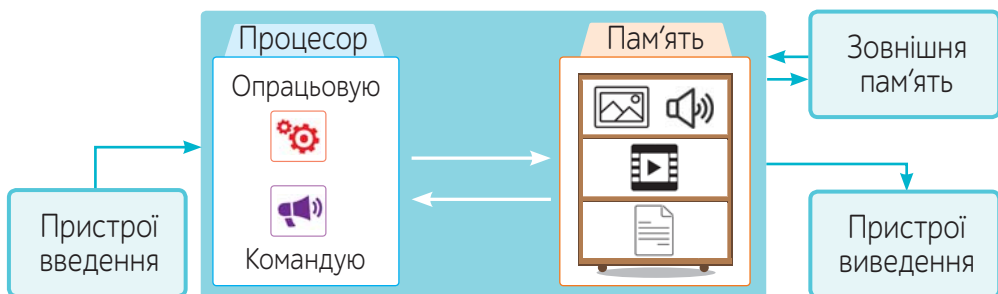 Процесор
Опрацьовую
Командую
Пам’ять
Зовнішня
пам’ять
Пристрої
введення
Пристрої
виведення